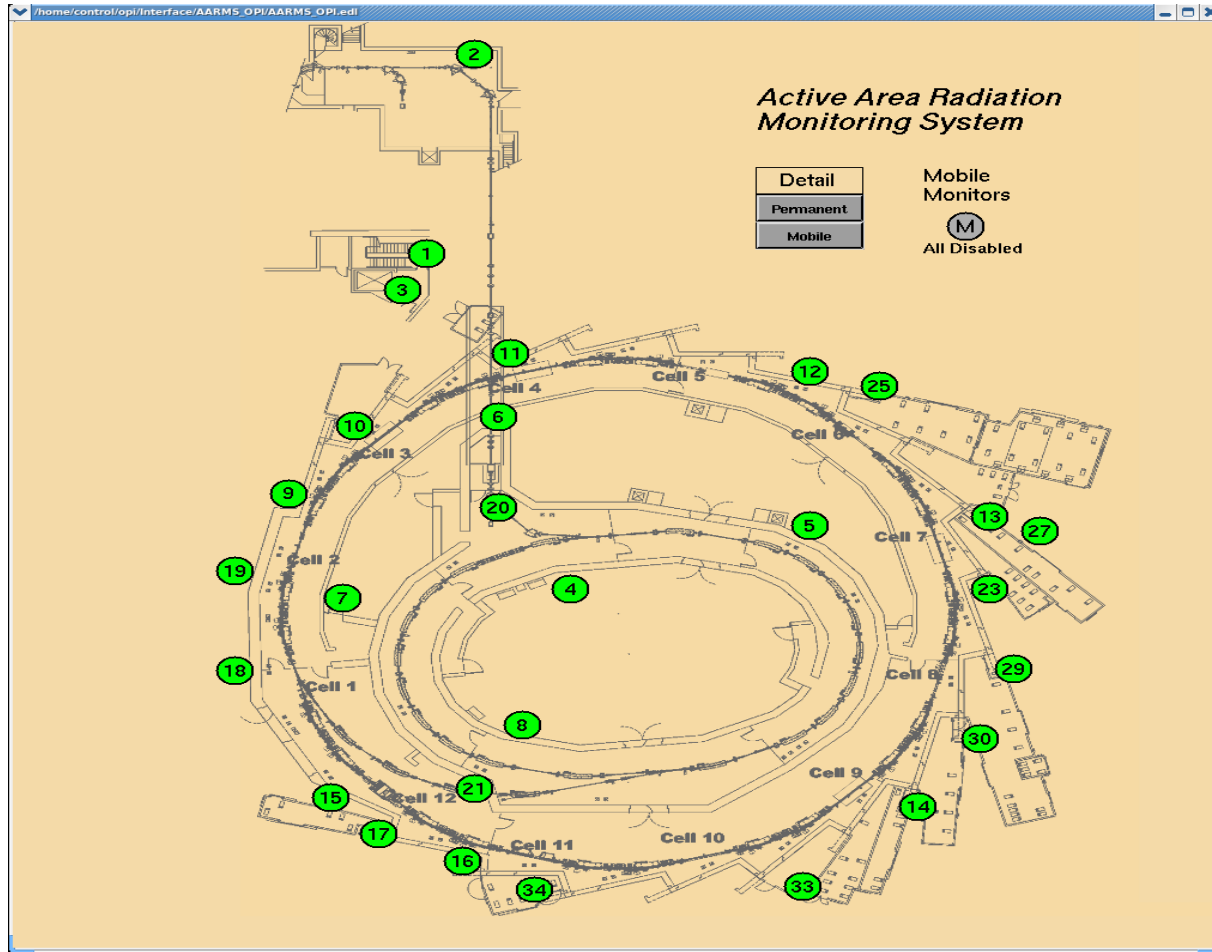 /home/control/opi/Interface/AARMS_OPI/AARMS_OPI.edl
2
Active Area Radiation
Monitoring System
Detail
Permanent
Mobile
Mobile
Monitors
M
All Disabled
1
3
11
Cell 4
Cell 5
12
25
10
6
Cell 3
Cell 6
9
20
13
27
5
Cell 7
Cell 2
19
7
4
23
18
Cell 1
Cell 8
29
8
30
Cell 9
21
15
Cell 12
14
17
Cell 11
Cell 10
16
34
33